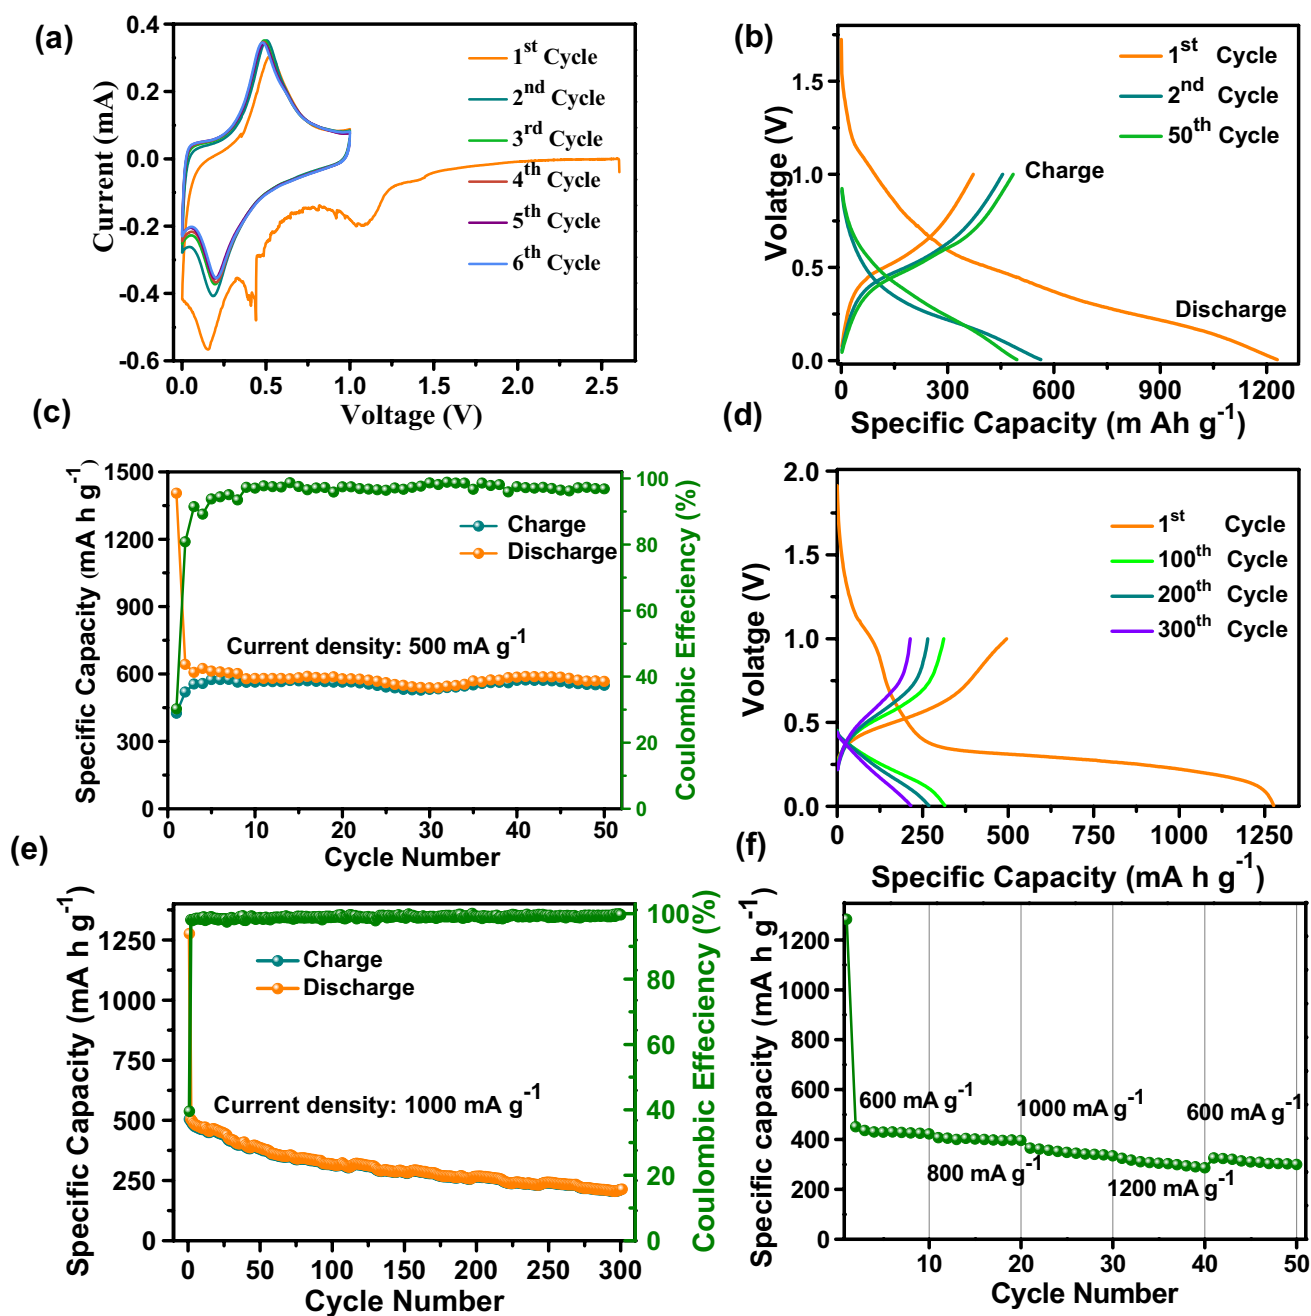 (a)
0.4
0.2
0.0
-0.2
-0.4
-0.6
Current (mA)
1st Cycle
2nd Cycle
3rd Cycle
4th Cycle
5th Cycle
6th Cycle
0.0 0.5 1.0 1.5 2.0 2.5
Voltage (V)
(b)
1.5
1.0
0.5
0.0
Volatge (V)
1st Cycle
2nd Cycle
50th Cycle
Charge
Discharge
0 300 600 900 1200
Specific Capacity (m Ah g-1)
(c)
1500
1200
900
600
300
0
Specific Capacity (mA h g-1)
Charge
Discharge
Current density: 500 mA g-1
100
80
60
40
20
0
Coulombic Effeciency (%)
0 10 20 30 40 50
Cycle Number
(d)
2.0
1.5
1.0
0.5
0.0
Volatge (V)
1st Cycle
100th Cycle
200th Cycle
300th Cycle
0 250 500 750 1000 1250
Specific Capacity (mA h g-1)
(e)
1250
1000
750
500
250
0
Specific Capacity (mA h g-1)
Charge
Discharge
Current density: 1000 mA g-1
100
80
60
40
20
0
Coulombic Effeciency (%)
0 50 100 150 200 250 300
Cycle Number
(f)
1200
1000
800
600
400
200
0
Specific capacity (mA h g-1)
600 mA g-1
800 mA g-1
1000 mA g-1
1200 mA g-1
600 mA g-1
10 20 30 40 50
Cycle Number